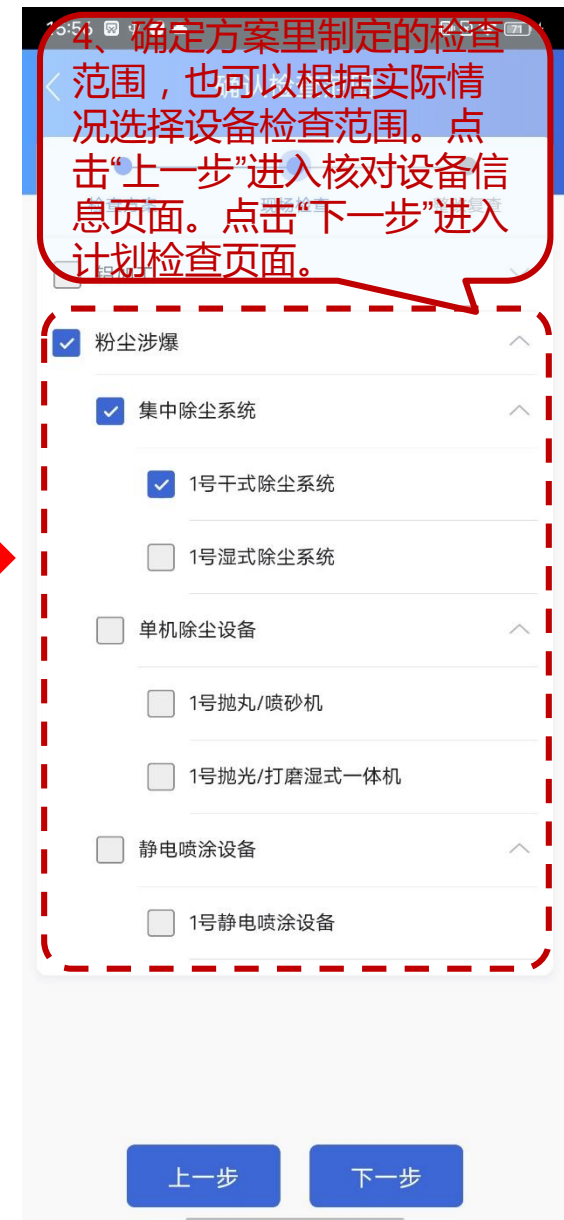 4、确定方案里制定的检查
范围，也可以根据实际情
况选择设备检查范围。点
击“上一步”进入核对设备信
息页面。点击“下一步”进入
计划检查页面。
粉尘涉爆
集中除尘系统
1号干式除尘系统
1号湿式除尘系统
单机除尘设备
1号抛丸/喷砂机
1号抛光/打磨湿式一体机
静电喷涂设备
1号静电喷涂设备
上一步
下一步